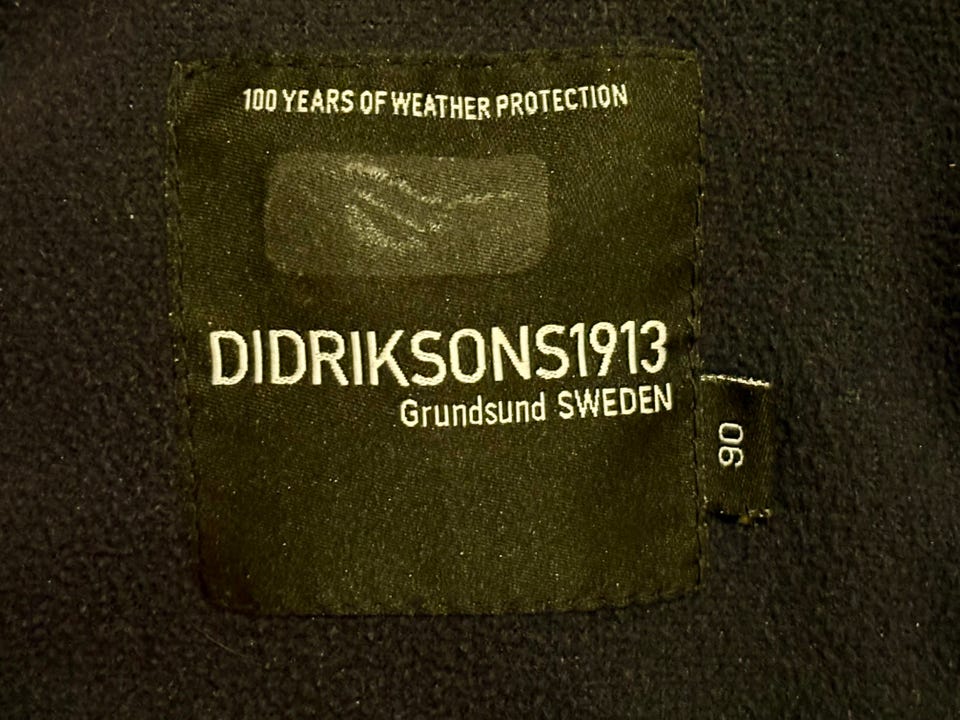 100 YEARS OF WEATHER PROTECTION
DIDRIKSONS1913
Grundsund SWEDEN
90